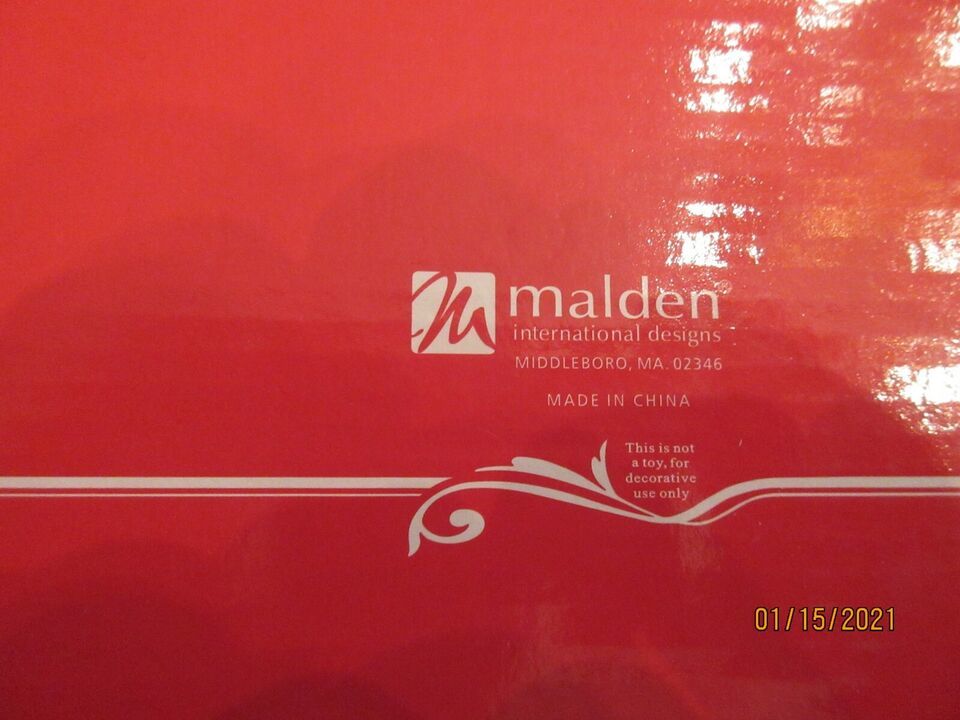 malden
international designs
MIDDLEBORO, MA. 02346
MADE IN CHINA
This is not
a toy, for
decorative
use only
01/15/2021